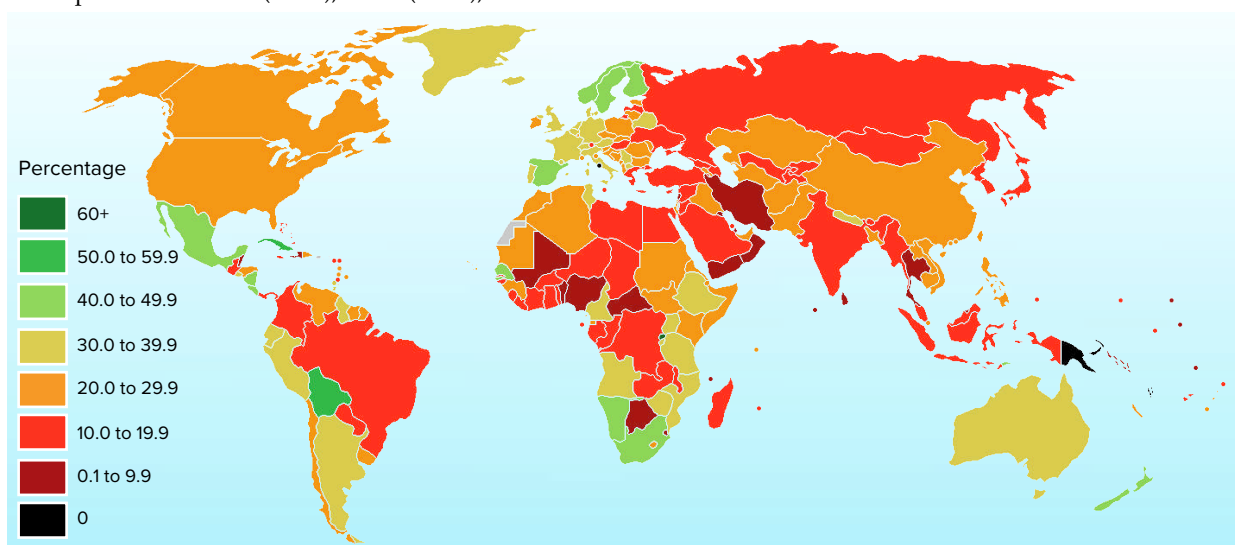 Percentage
60+
50.0 to 59.9
40.0 to 49.9
30.0 to 39.9
20.0 to 29.9
10.0 to 19.9
0.1 to 9.9
0